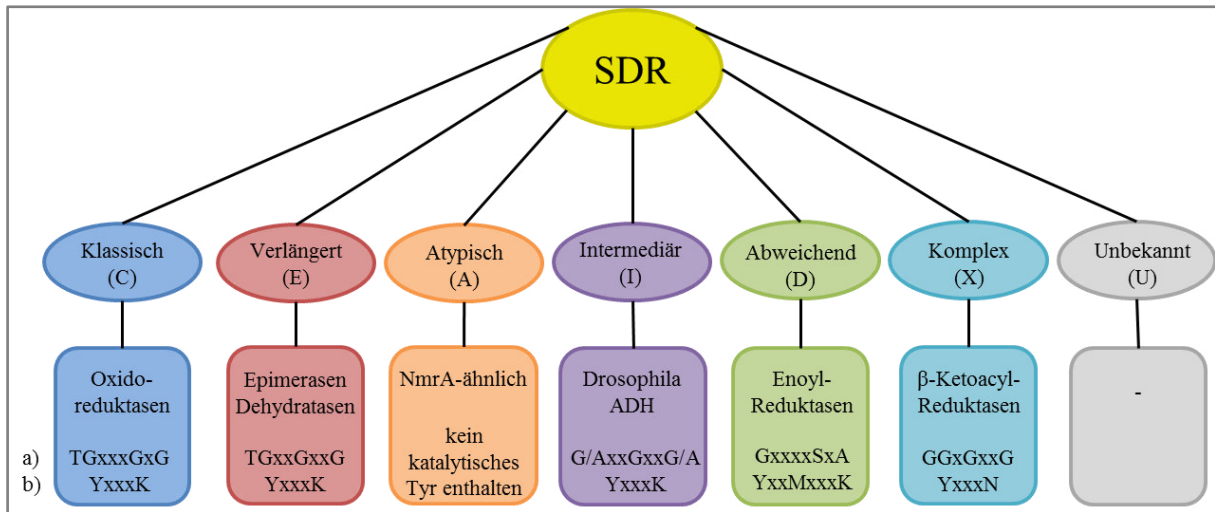 SDR
Klassisch
(C)
Verlängert
(E)
Atypisch
(A)
Intermediär
(I)
Abweichend
(D)
Komplex
(X)
Unbekannt
(U)
Oxido-
reduktasen
TGxxxGxG
YxxxK
Epimerasen
Dehydratasen
TGxxGxxG
YxxxK
NmrA-ähnlich
kein
katalytisches
Tyr enthalten
Drosophila
ADH
G/AxxGxxG/A
YxxxK
Enoyl-
Reduktasen
GxxxxSxA
YxxMxxxK
β-Ketoacyl-
Reduktasen
GGxGxxG
YxxxN
-
a)
b)